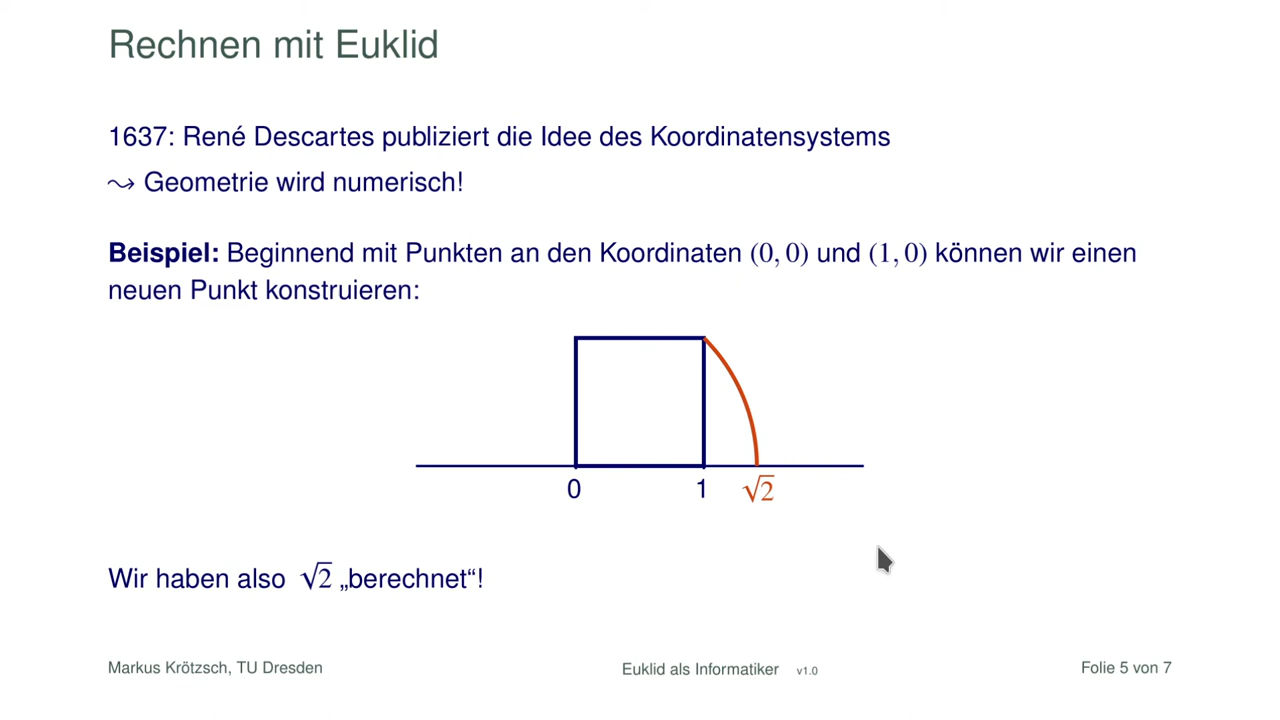 Rechnen mit Euklid
1637: René Descartes publiziert die Idee des Koordinatensystems
⤳ Geometrie wird numerisch!
Beispiel: Beginnend mit Punkten an den Koordinaten (0, 0) und (1, 0) können wir einen
neuen Punkt konstruieren:
0 1 √2
Wir haben also √2 „berechnet“!
Markus Krötzsch, TU Dresden Euklid als Informatiker v1.0 Folie 5 von 7